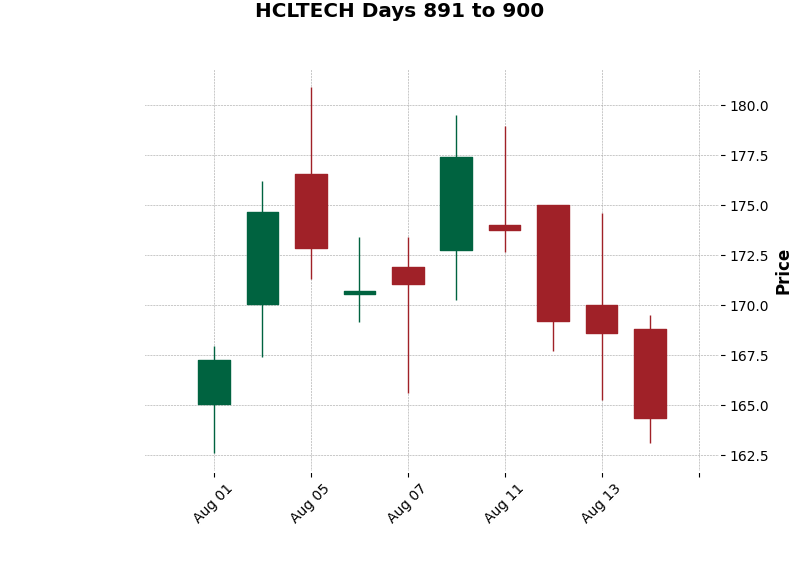 HCLTECH Days 891 to 900
180.0
177.5
175.0
172.5
170.0
167.5
165.0
162.5
Price
Aug 01
Aug 05
Aug 07
Aug 11
Aug 13